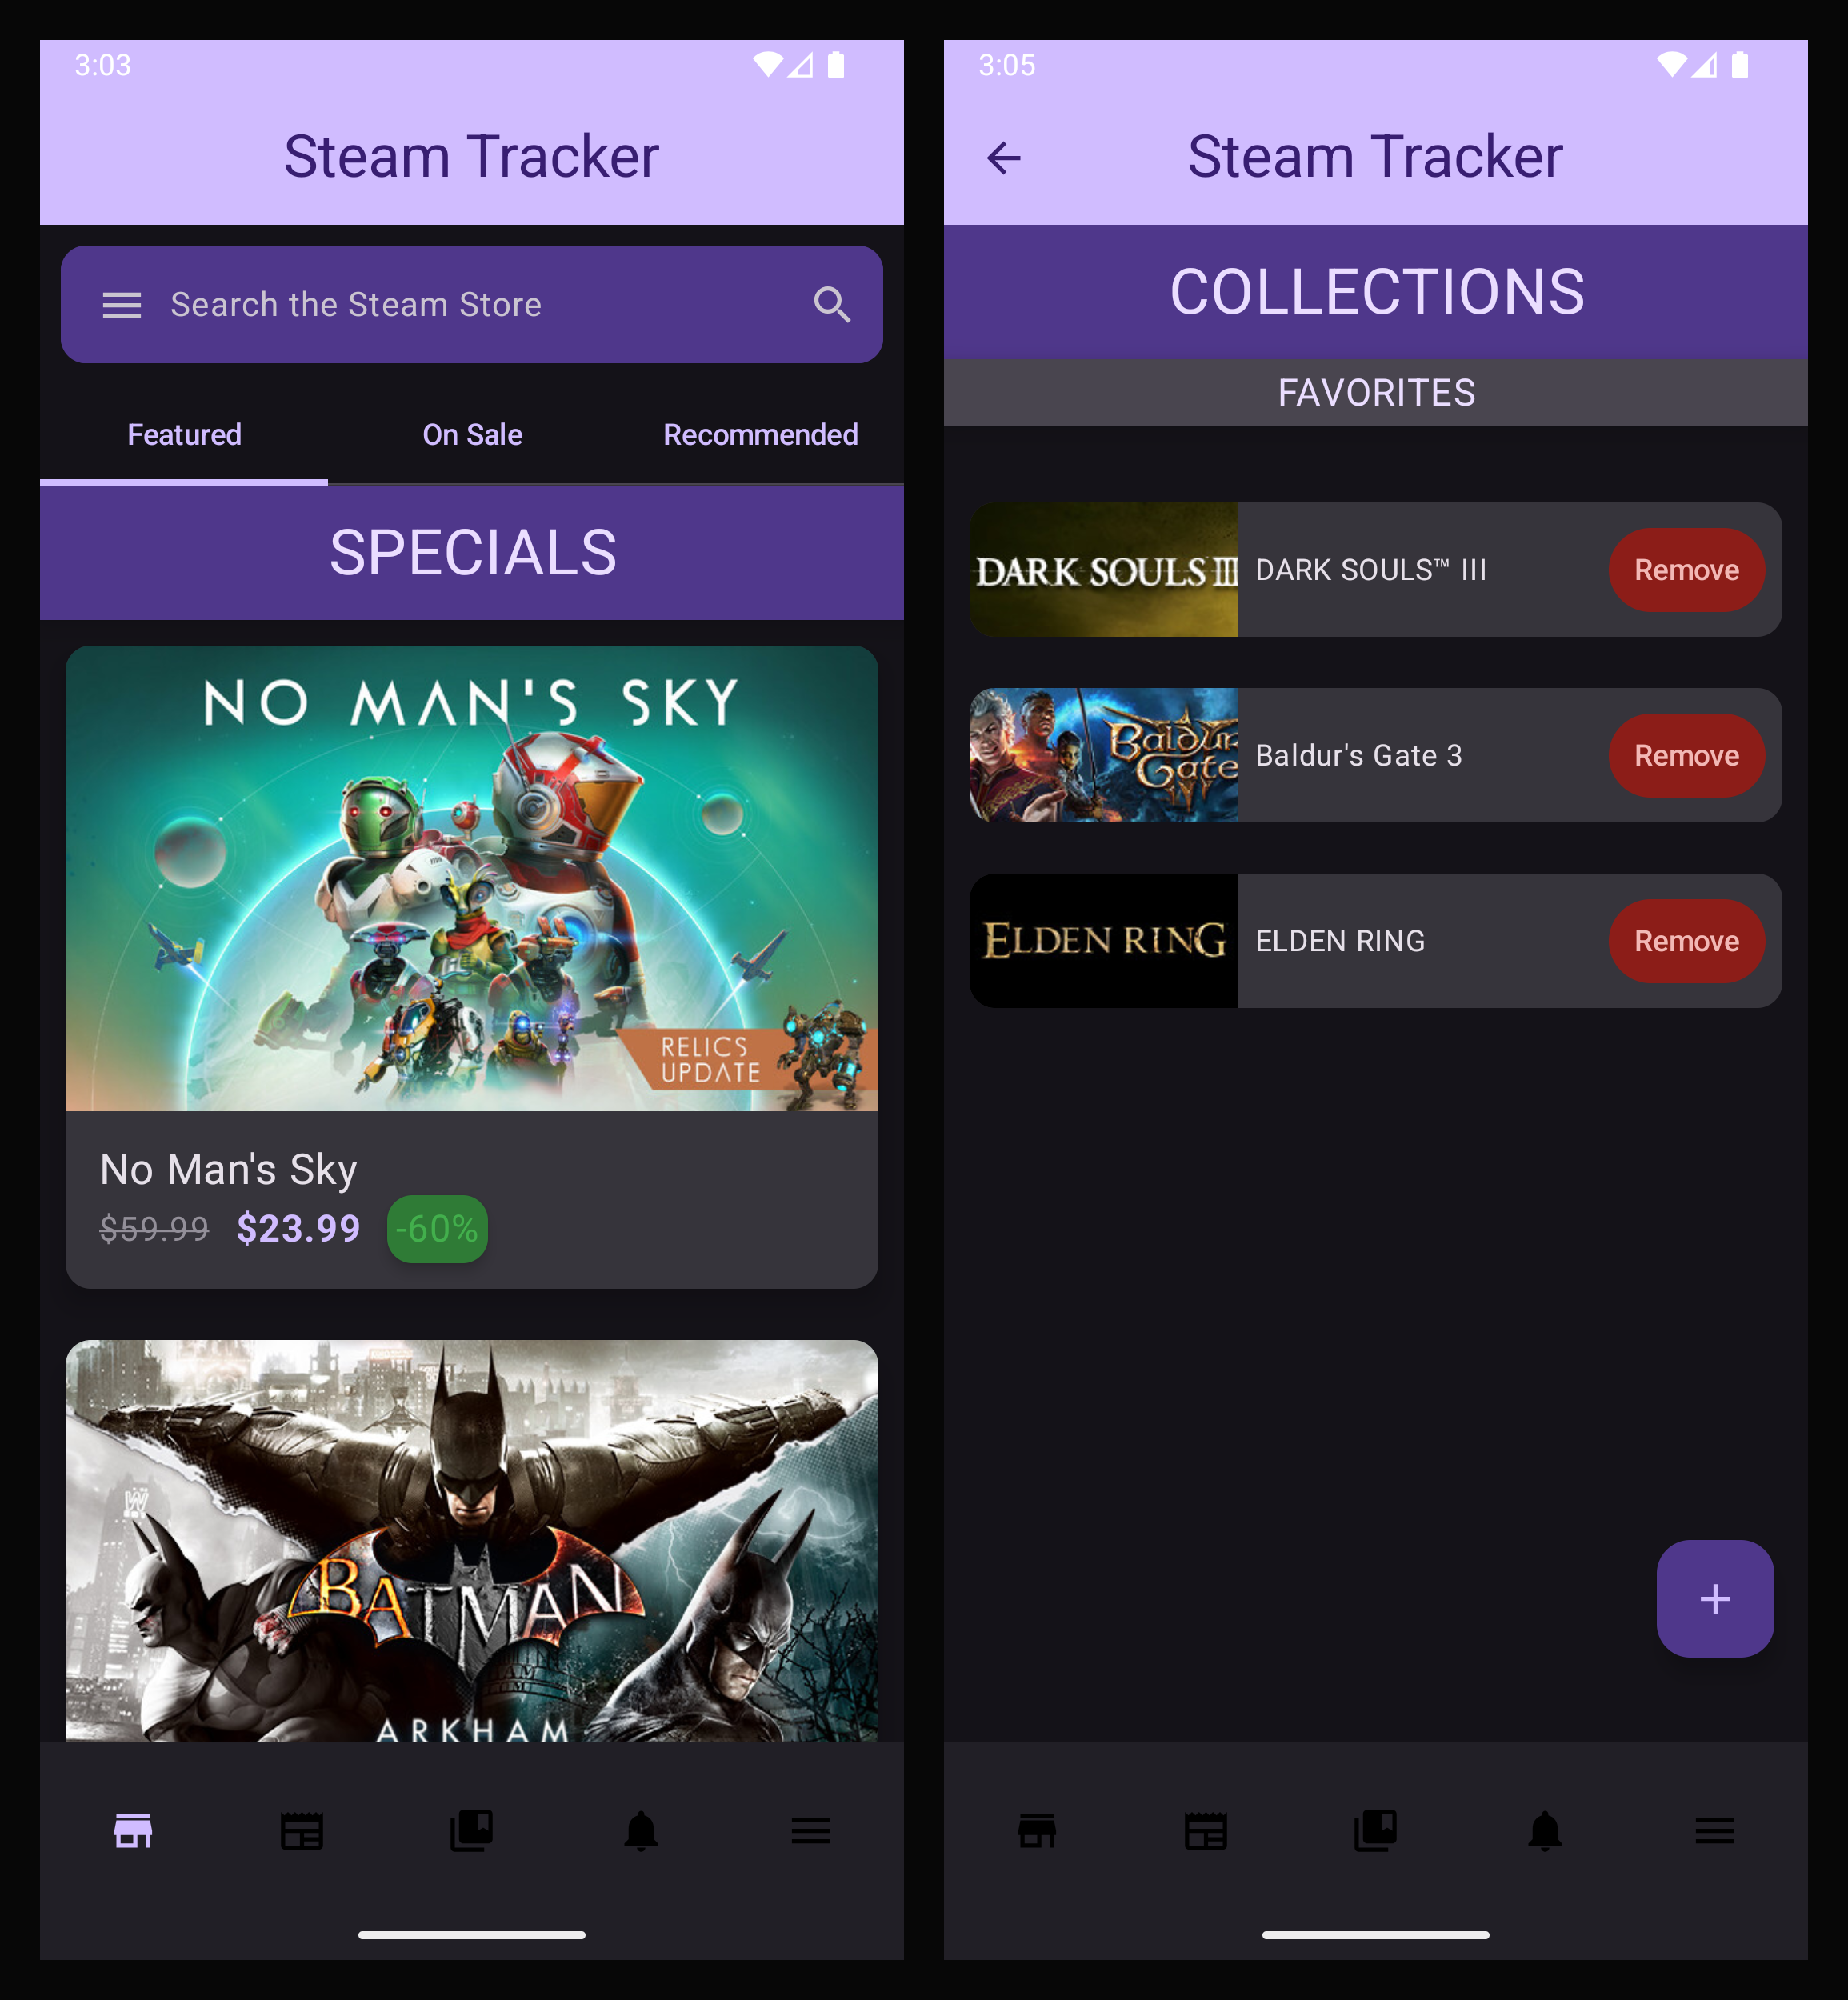 3:03
Steam Tracker
Search the Steam Store
Featured
On Sale
Recommended
SPECIALS
NO MAN'S SKY
RELICS
UPDATE
No Man's Sky
$59.99 $23.99 -60%
BATMAN
ARKHAM
3:05
Steam Tracker
COLLECTIONS
FAVORITES
DARK SOULS III
DARK SOULS™ III
Remove
Baldur
Gate
Baldur's Gate 3
Remove
ELDEN RING
ELDEN RING
Remove